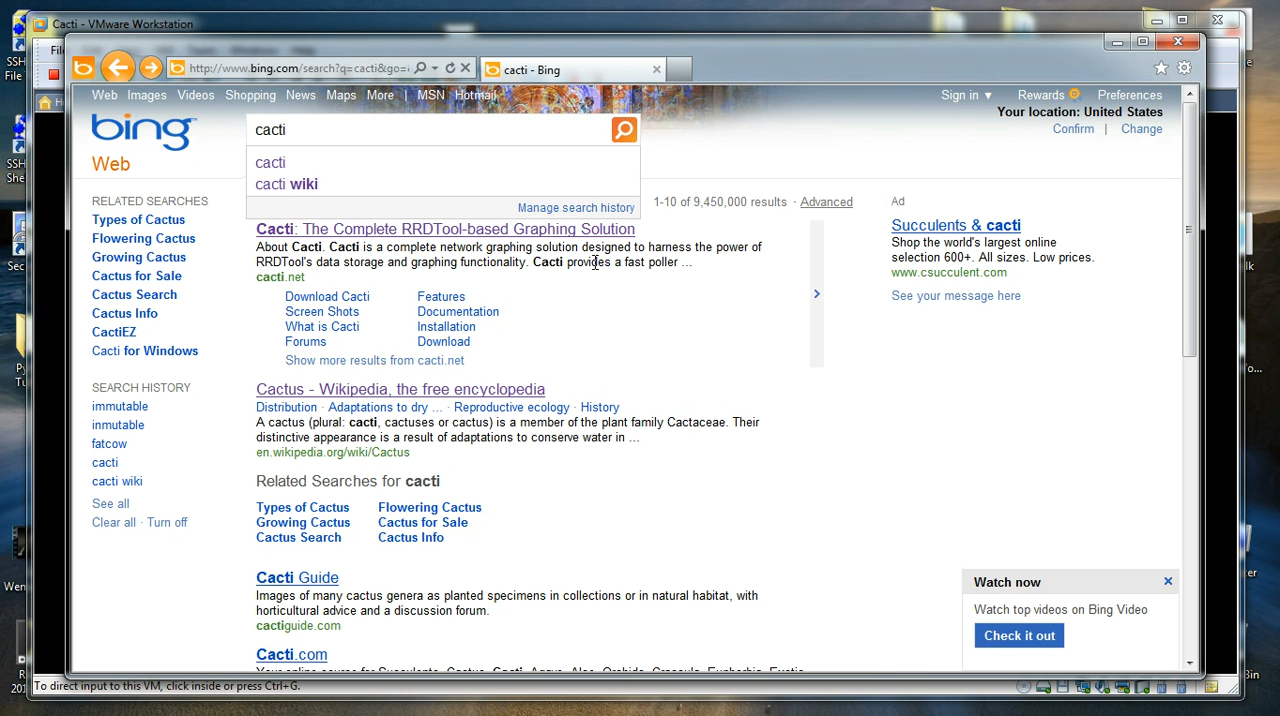 Cacti - VMware Workstation
http://www.bing.com/search?q=cacti&go=
cacti - Bing
Web Images Videos Shopping News Maps More | MSN Hotmail
Sign in ▼ Rewards Preferences
Your location: United States
Confirm | Change
bing
Web
cacti
cacti
cacti wiki
Manage search history
1-10 of 9,450,000 results · Advanced
RELATED SEARCHES
Types of Cactus
Flowering Cactus
Growing Cactus
Cactus for Sale
Cactus Search
Cactus Info
CactiEZ
Cacti for Windows
SEARCH HISTORY
immutable
inmutable
fatcow
cacti
cacti wiki
See all
Clear all · Turn off
Cacti: The Complete RRDTool-based Graphing Solution
About Cacti. Cacti is a complete network graphing solution designed to harness the power of
RRDTool's data storage and graphing functionality. Cacti provides a fast poller ...
cacti.net
Download Cacti Features
Screen Shots Documentation
What is Cacti Installation
Forums Download
Show more results from cacti.net
Cactus - Wikipedia, the free encyclopedia
Distribution · Adaptations to dry ... · Reproductive ecology · History
A cactus (plural: cacti, cactuses or cactus) is a member of the plant family Cactaceae. Their
distinctive appearance is a result of adaptations to conserve water in ...
en.wikipedia.org/wiki/Cactus
Related Searches for cacti
Types of Cactus Flowering Cactus
Growing Cactus Cactus for Sale
Cactus Search Cactus Info
Cacti Guide
Images of many cactus genera as planted specimens in collections or in natural habitat, with
horticultural advice and a discussion forum.
cactiguide.com
Cacti.com
Ad
Succulents & cacti
Shop the world's largest online
selection 600+. All sizes. Low prices.
www.csucculent.com
See your message here
Watch now
Watch top videos on Bing Video
Check it out
To direct input to this VM, click inside or press Ctrl+G.